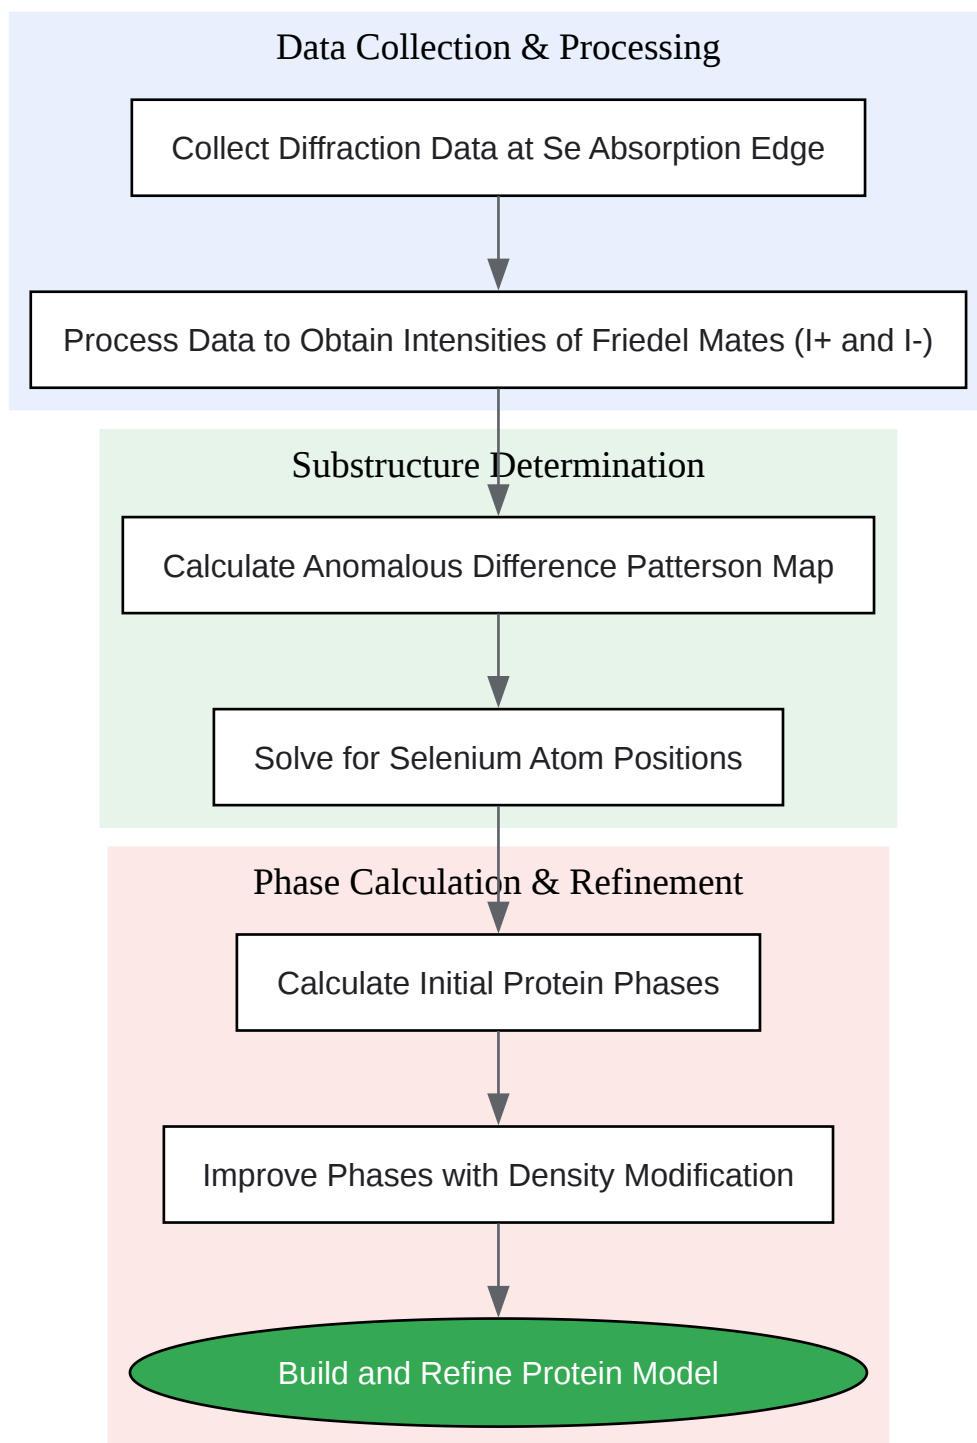 Data Collection & Processing
Collect Diffraction Data at Se Absorption Edge
Process Data to Obtain Intensities of Friedel Mates (I+ and I-)
Substructure Determination
Calculate Anomalous Difference Patterson Map
Solve for Selenium Atom Positions
Phase Calculation & Refinement
Calculate Initial Protein Phases
Improve Phases with Density Modification
Build and Refine Protein Model